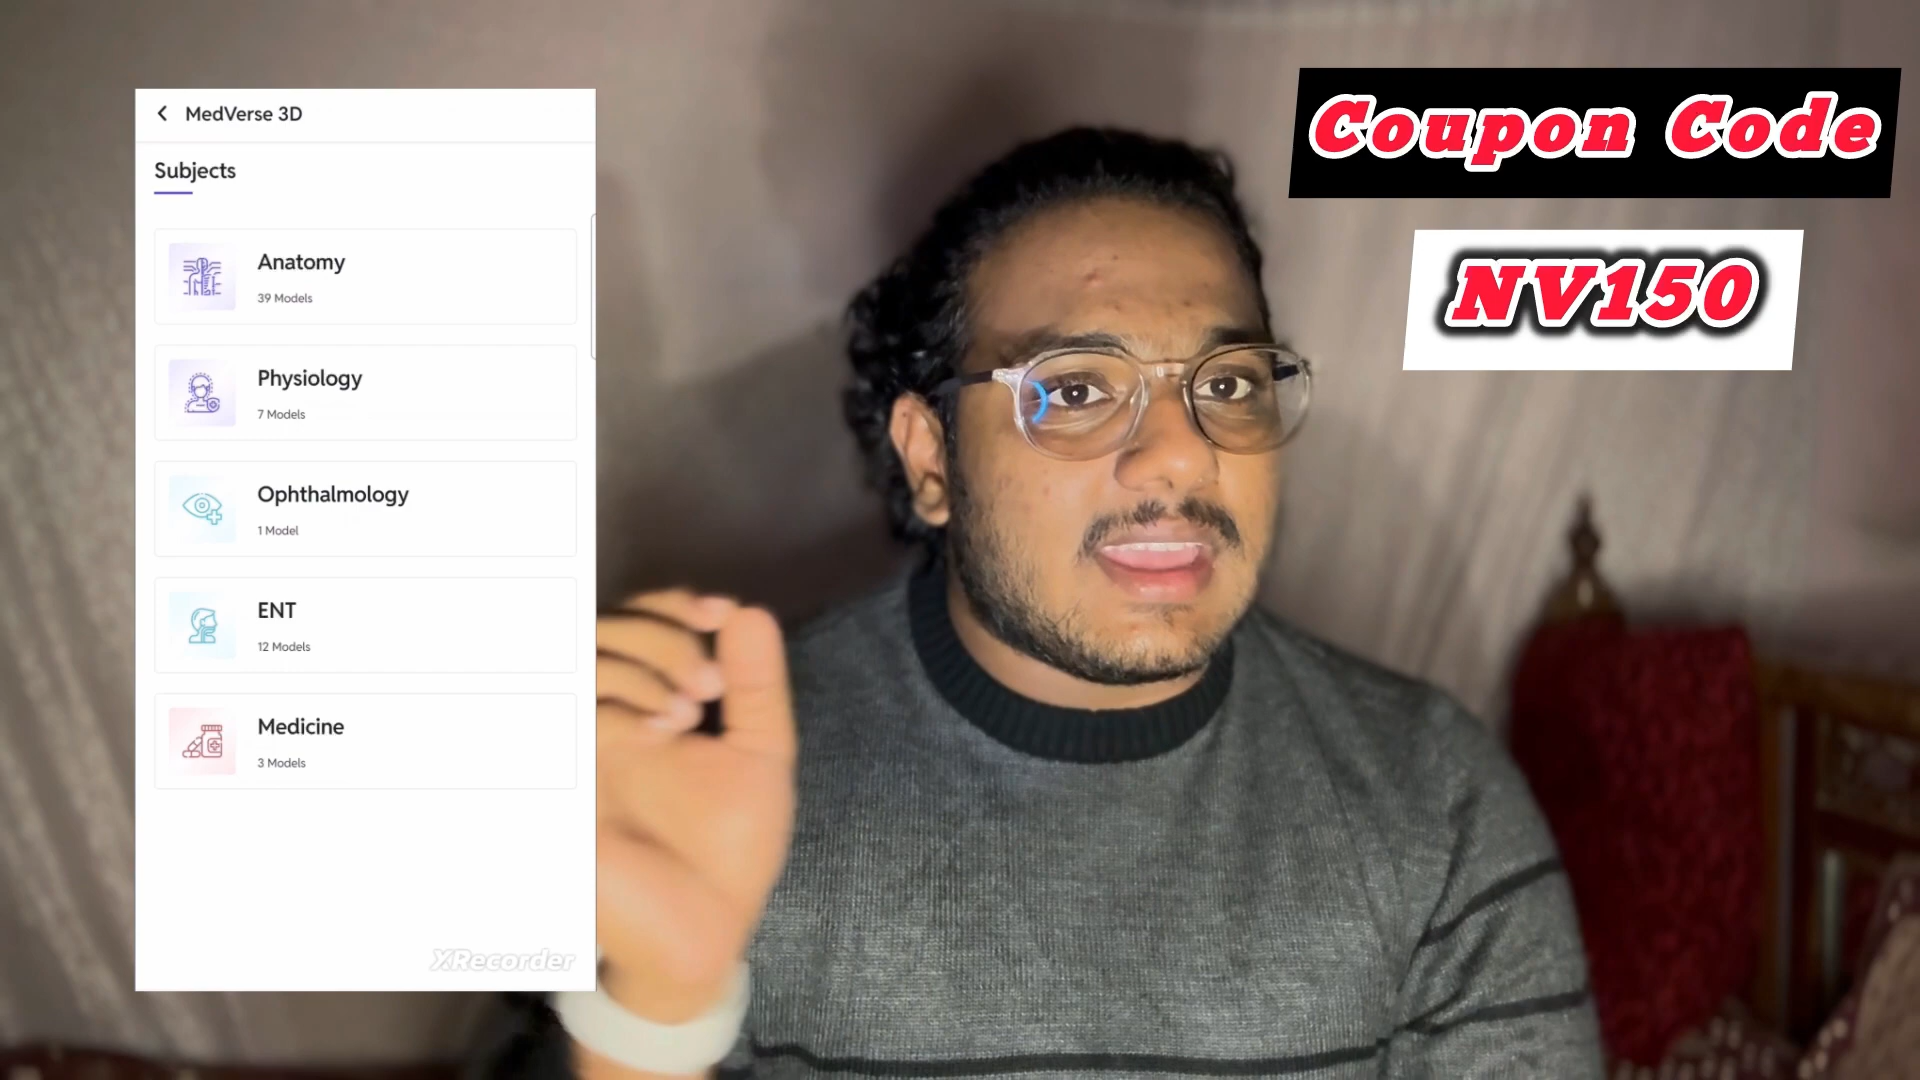 MedVerse 3D
Subjects
Anatomy
39 Models
Physiology
7 Models
Ophthalmology
1 Model
ENT
12 Models
Medicine
3 Models
XRecorder
Coupon Code
NV150